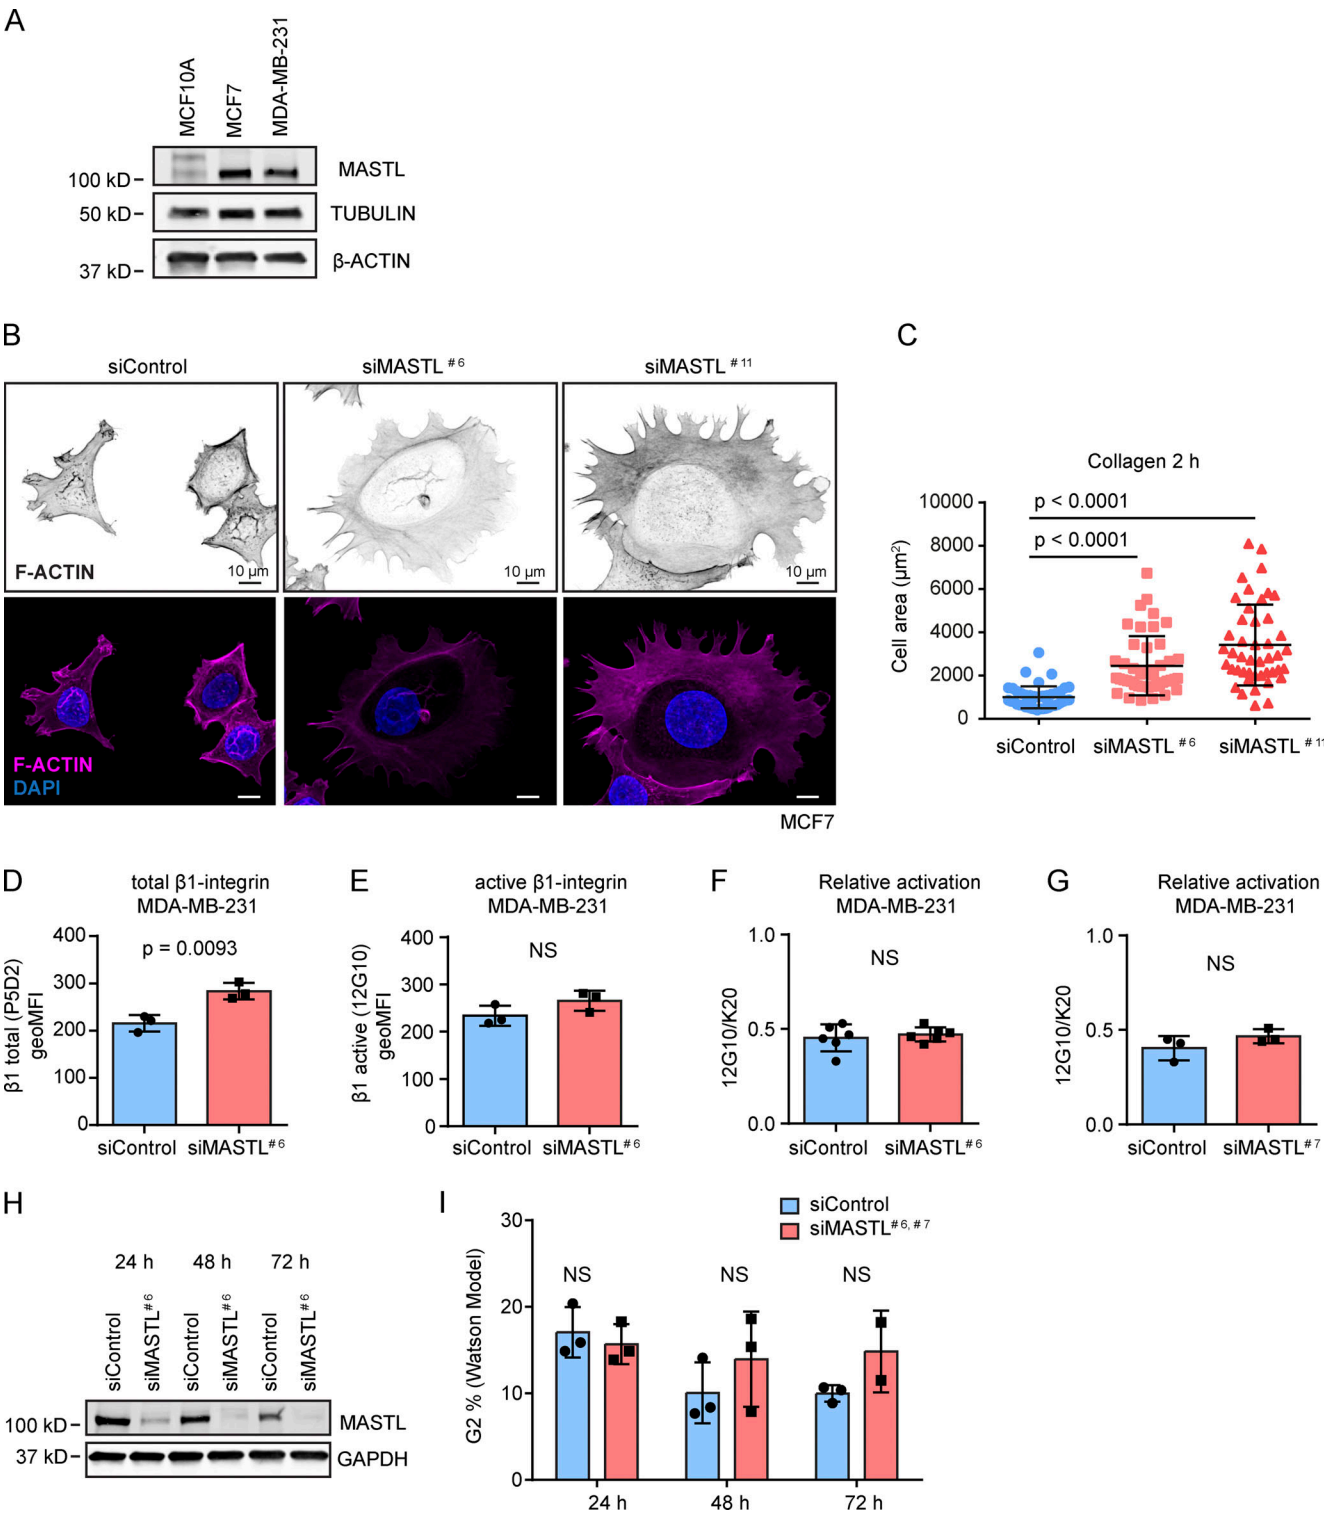 A
MCF10A
MCF7
MDA-MB-231
100 kD
MASTL
50 kD
TUBULIN
37 kD
β-ACTIN
B
siControl
siMASTL #6
siMASTL #11
F-ACTIN
10 µm
10 µm
10 µm
F-ACTIN
DAPI
MCF7
C
Collagen 2 h
p < 0.0001
p < 0.0001
Cell area (µm²)
10000
8000
6000
4000
2000
0
siControl
siMASTL #6
siMASTL #11
D
total β1-integrin
MDA-MB-231
p = 0.0093
β1 total (P5D2)
geoMFI
400
300
200
100
0
siControl
siMASTL #6
E
active β1-integrin
MDA-MB-231
NS
β1 active (12G10)
geoMFI
400
300
200
100
0
siControl
siMASTL #6
F
Relative activation
MDA-MB-231
NS
12G10/K20
1.0
0.5
0.0
siControl
siMASTL #6
G
Relative activation
MDA-MB-231
NS
12G10/K20
1.0
0.5
0.0
siControl
siMASTL #7
H
24 h
48 h
72 h
siControl
siMASTL #6
siControl
siMASTL #6
siControl
siMASTL #6
100 kD
MASTL
37 kD
GAPDH
I
siControl
siMASTL #6, #7
G2 % (Watson Model)
30
20
10
0
NS
NS
NS
24 h
48 h
72 h